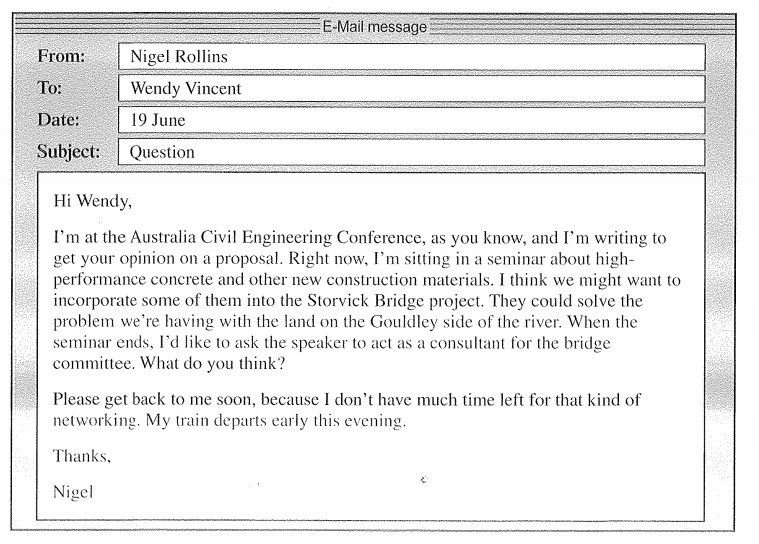 E-Mail message
From: Nigel Rollins
To: Wendy Vincent
Date: 19 June
Subject: Question
Hi Wendy,
I'm at the Australia Civil Engineering Conference, as you know, and I'm writing to
get your opinion on a proposal. Right now, I'm sitting in a seminar about high-
performance concrete and other new construction materials. I think we might want to
incorporate some of them into the Storvick Bridge project. They could solve the
problem we're having with the land on the Gouldley side of the river. When the
seminar ends, I'd like to ask the speaker to act as a consultant for the bridge
committee. What do you think?
Please get back to me soon, because I don't have much time left for that kind of
networking. My train departs early this evening.
Thanks,
Nigel